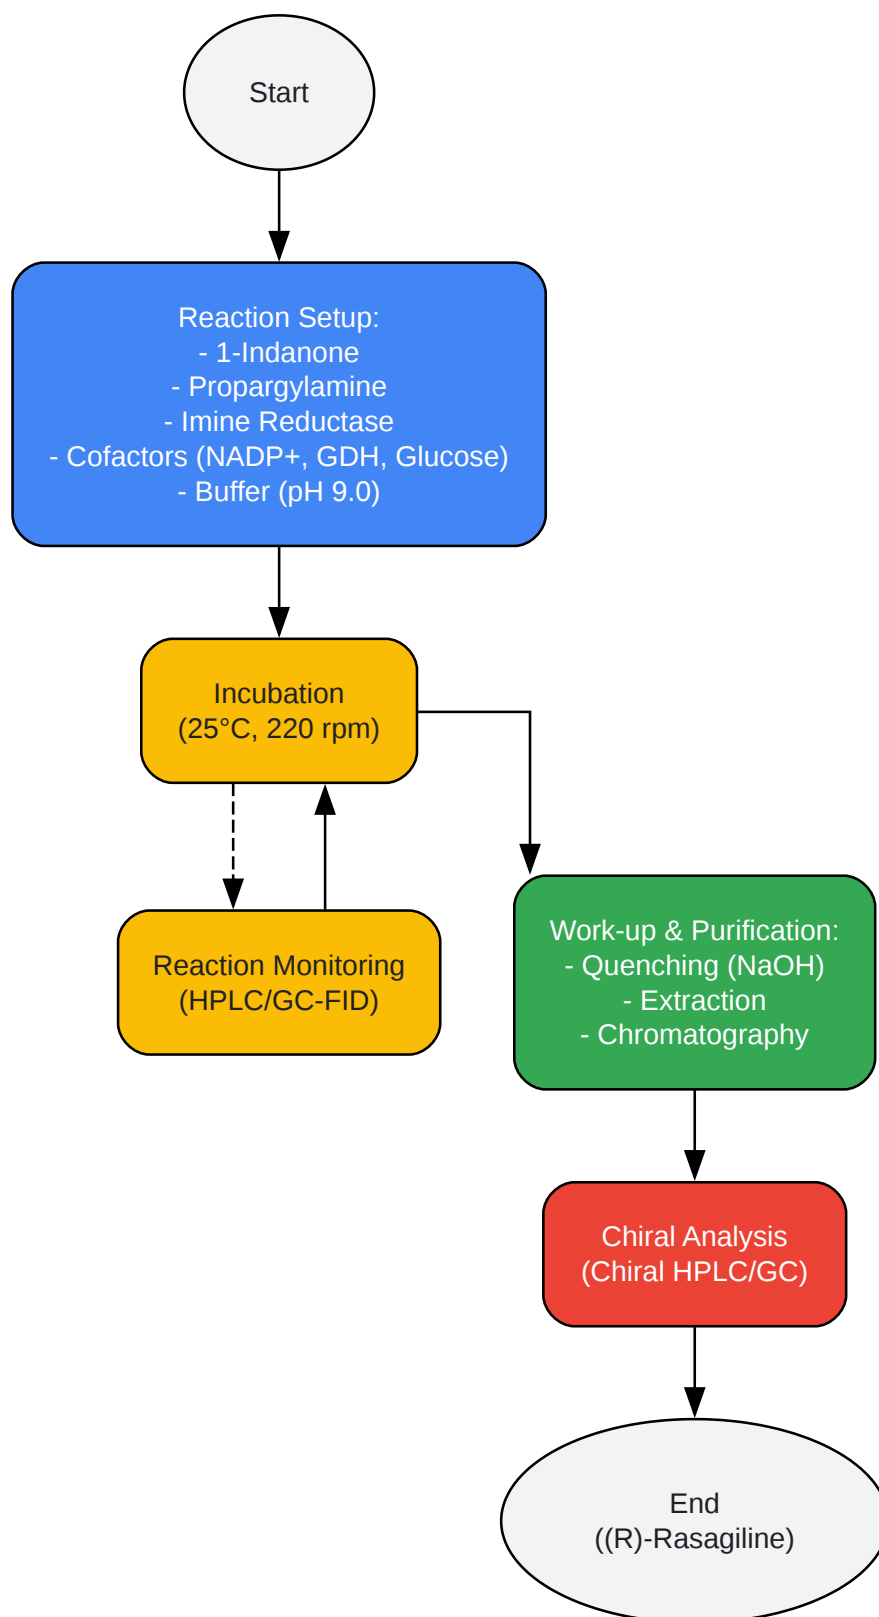 Start
Reaction Setup:
- 1-Indanone
- Propargylamine
- Imine Reductase
- Cofactors (NADP+, GDH, Glucose)
- Buffer (pH 9.0)
Incubation
(25°C, 220 rpm)
Reaction Monitoring
(HPLC/GC-FID)
Work-up & Purification:
- Quenching (NaOH)
- Extraction
- Chromatography
Chiral Analysis
(Chiral HPLC/GC)
End
((R)-Rasagiline)